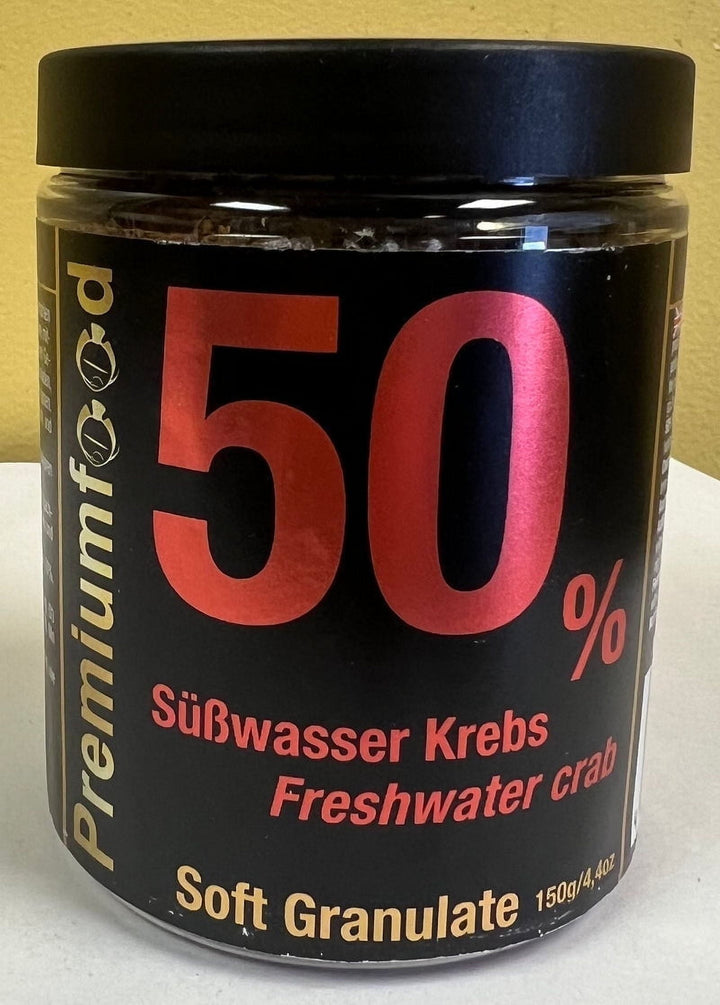 Premiumfood
50
%
Süßwasser Krebs
Freshwater crab
Soft Granulate
150g/4,4oz